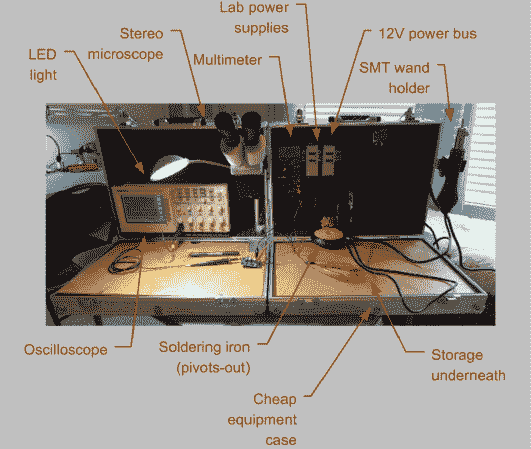 Lab power
supplies
Stereo
microscope
12V power bus
LED
light
Multimeter
SMT wand
holder
Oscilloscope
Soldering iron
(pivots-out)
Storage
underneath
Cheap
equipment
case